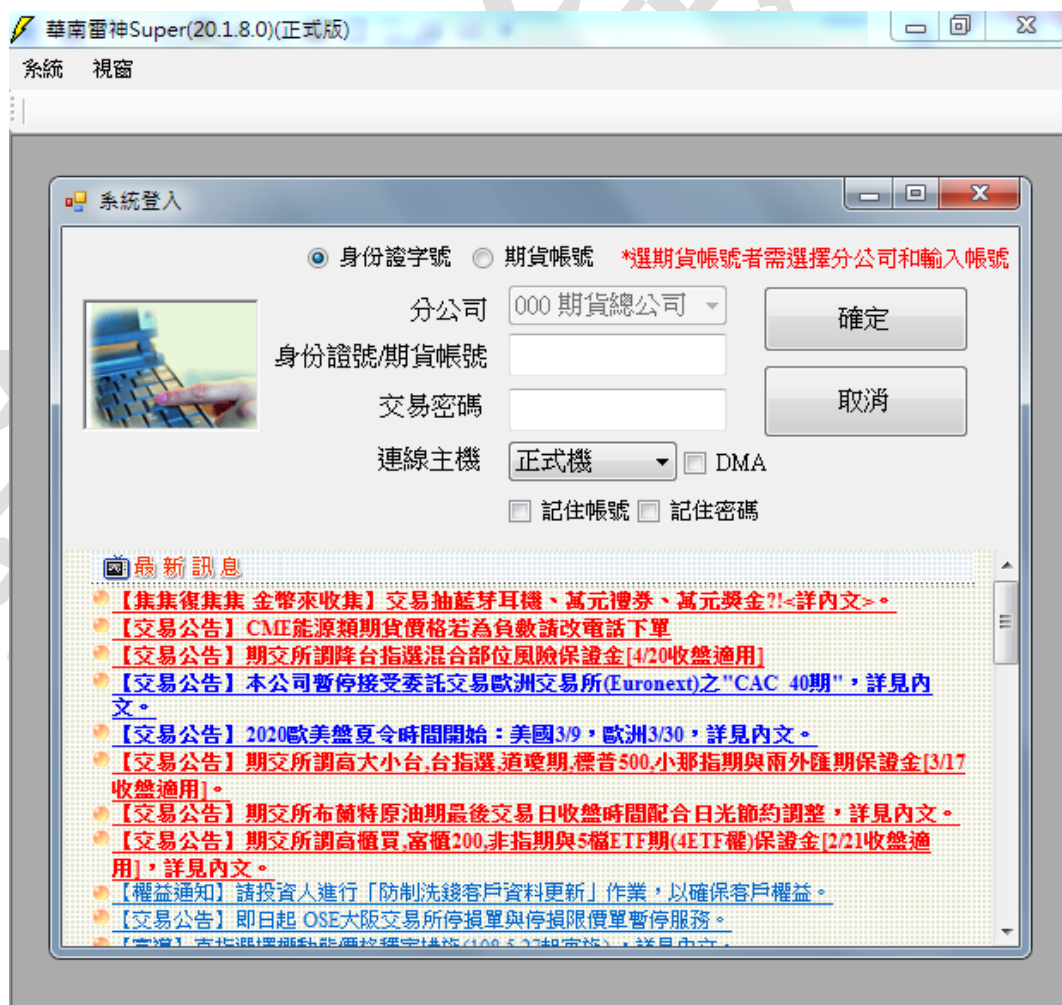 華南雷神Super(20.1.8.0)(正式版)
系統 視窗
系統登入
身份證字號 期貨帳號 *選期貨帳號者需選擇分公司和輸入帳號
分公司 000 期貨總公司 確定
身份證號/期貨帳號
交易密碼 取消
連線主機 正式機 DMA
記住帳號 記住密碼
最新訊息
【集集復集集 金幣來收集】交易抽藍芽耳機、萬元禮券、萬元獎金?!<詳內文>。
【交易公告】CME能源類期貨價格若為負數請改電話下單
【交易公告】期交所調降台指選混合部位風險保證金[4/20收盤適用]
【交易公告】本公司暫停接受委託交易歐洲交易所(Euronext)之"CAC 40期"，詳見內
文。
【交易公告】2020歐美盤夏令時間開始：美國3/9，歐洲3/30，詳見內文。
【交易公告】期交所調高大小台,台指選,道瓊期,標普500,小那指期與兩外匯期保證金[3/17
收盤適用]。
【交易公告】期交所布蘭特原油期最後交易日收盤時間配合日光節約調整，詳見內文。
【交易公告】期交所調高櫃買,富櫃200,非指期與5檔ETF期(4ETF權)保證金[2/21收盤適
用]，詳見內文。
【權益通知】請投資人進行「防制洗錢客戶資料更新」作業，以確保客戶權益。
【交易公告】即日起 OSE大阪交易所停損單與停損限價單暫停服務。